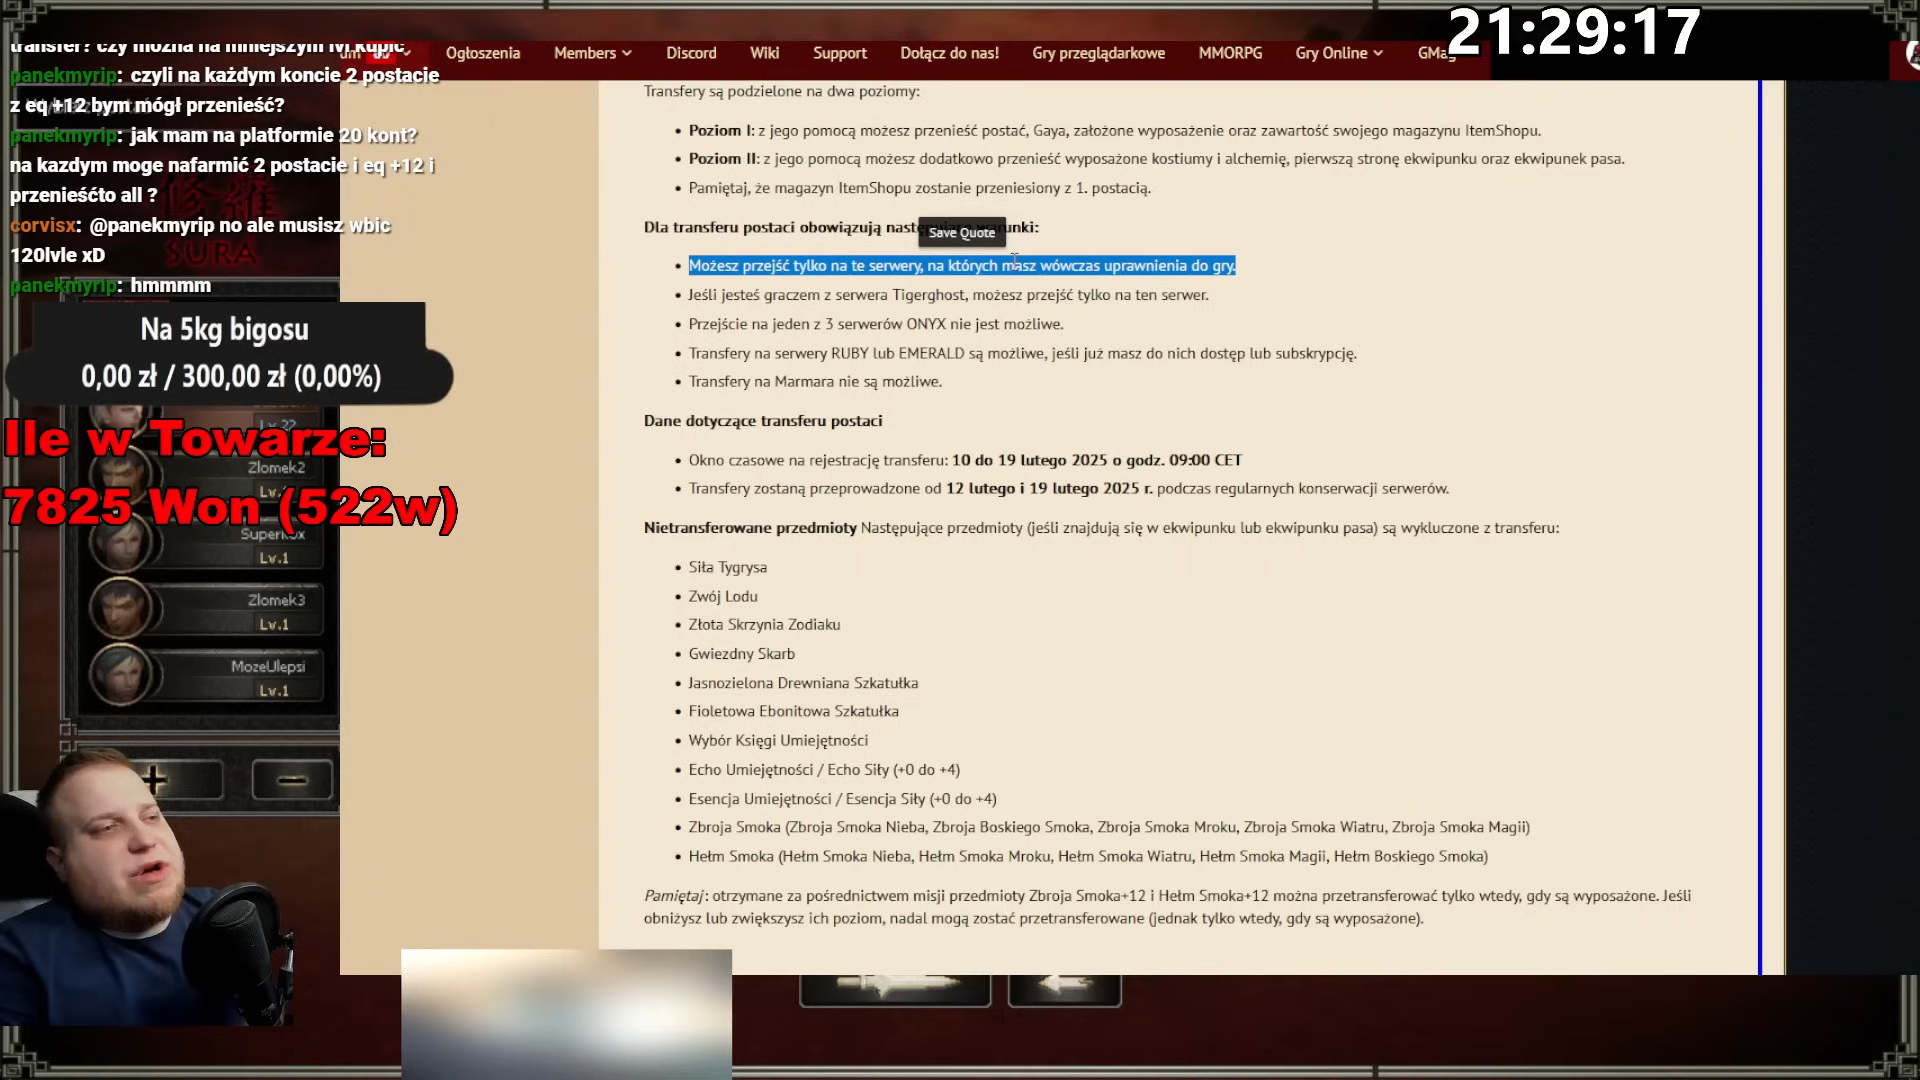 transfer? czy można na mniejszym lvl kupić
panekmyrip: czyli na każdym koncie 2 postacie
z eq +12 bym mógł przenieść?
panekmyrip: jak mam na platformie 20 kont?
na kazdym moge nafarmić 2 postacie i eq +12 i
przenieśćto all ?
corvisx: @panekmyrip no ale musisz wbic
120lvle xD
panekmyrip: hmmmm
SURA
Na 5kg bigosu
0,00 zł / 300,00 zł (0,00%)
Ile w Towarze:
7825 Won (522w)
Zlomek2
Lv.1
Zlomek3
Lv.1
MozeUlepsi
Lv.1
Ogłoszenia Members Discord Wiki Support Dołącz do nas! Gry przeglądarkowe MMORPG Gry Online GMag
21:29:17
Transfery są podzielone na dwa poziomy:
Poziom I: z jego pomocą możesz przenieść postać, Gaya, założone wyposażenie oraz zawartość swojego magazynu ItemShopu.
Poziom II: z jego pomocą możesz dodatkowo przenieść wyposażone kostiumy i alchemię, pierwszą stronę ekwipunku oraz ekwipunek pasa.
Pamiętaj, że magazyn ItemShopu zostanie przeniesiony z 1. postacią.
Dla transferu postaci obowiązują
Save Quote
Możesz przejść tylko na te serwery, na których masz wówczas uprawnienia do gry.
Jeśli jesteś graczem z serwera Tigerghost, możesz przejść tylko na ten serwer.
Przejście na jeden z 3 serwerów ONYX nie jest możliwe.
Transfery na serwery RUBY lub EMERALD są możliwe, jeśli już masz do nich dostęp lub subskrypcję.
Transfery na Marmara nie są możliwe.
Dane dotyczące transferu postaci
Okno czasowe na rejestrację transferu: 10 do 19 lutego 2025 o godz. 09:00 CET
Transfery zostaną przeprowadzone od 12 lutego i 19 lutego 2025 r. podczas regularnych konserwacji serwerów.
Nietransferowane przedmioty Następujące przedmioty (jeśli znajdują się w ekwipunku lub ekwipunku pasa) są wykluczone z transferu:
Siła Tygrysa
Zwój Lodu
Złota Skrzynia Zodiaku
Gwiezdny Skarb
Jasnozielona Drewniana Szkatułka
Fioletowa Ebonitowa Szkatułka
Wybór Księgi Umiejętności
Echo Umiejętności / Echo Siły (+0 do +4)
Esencja Umiejętności / Esencja Siły (+0 do +4)
Zbroja Smoka (Zbroja Smoka Nieba, Zbroja Boskiego Smoka, Zbroja Smoka Mroku, Zbroja Smoka Wiatru, Zbroja Smoka Magii)
Hełm Smoka (Hełm Smoka Nieba, Hełm Smoka Mroku, Hełm Smoka Wiatru, Hełm Smoka Magii, Hełm Boskiego Smoka)
Pamiętaj: otrzymane za pośrednictwem misji przedmioty Zbroja Smoka+12 i Hełm Smoka+12 można przetransferować tylko wtedy, gdy są wyposażone. Jeśli
obniżysz lub zwiększysz ich poziom, nadal mogą zostać przetransferowane (jednak tylko wtedy, gdy są wyposażone).